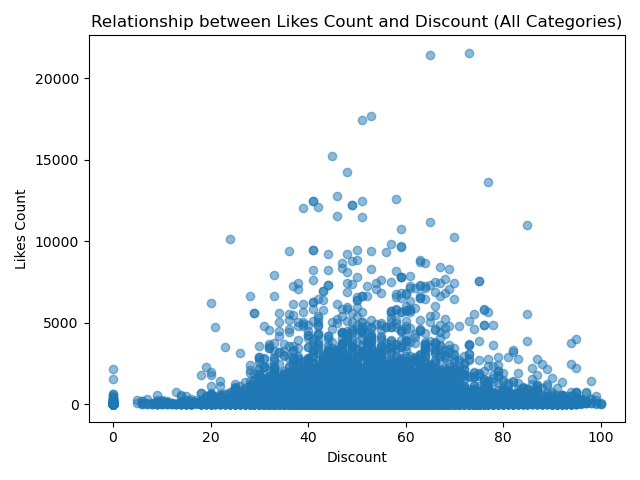 Relationship between Likes Count and Discount (All Categories)
20000
15000
10000
5000
0
Likes Count
0 20 40 60 80 100
Discount